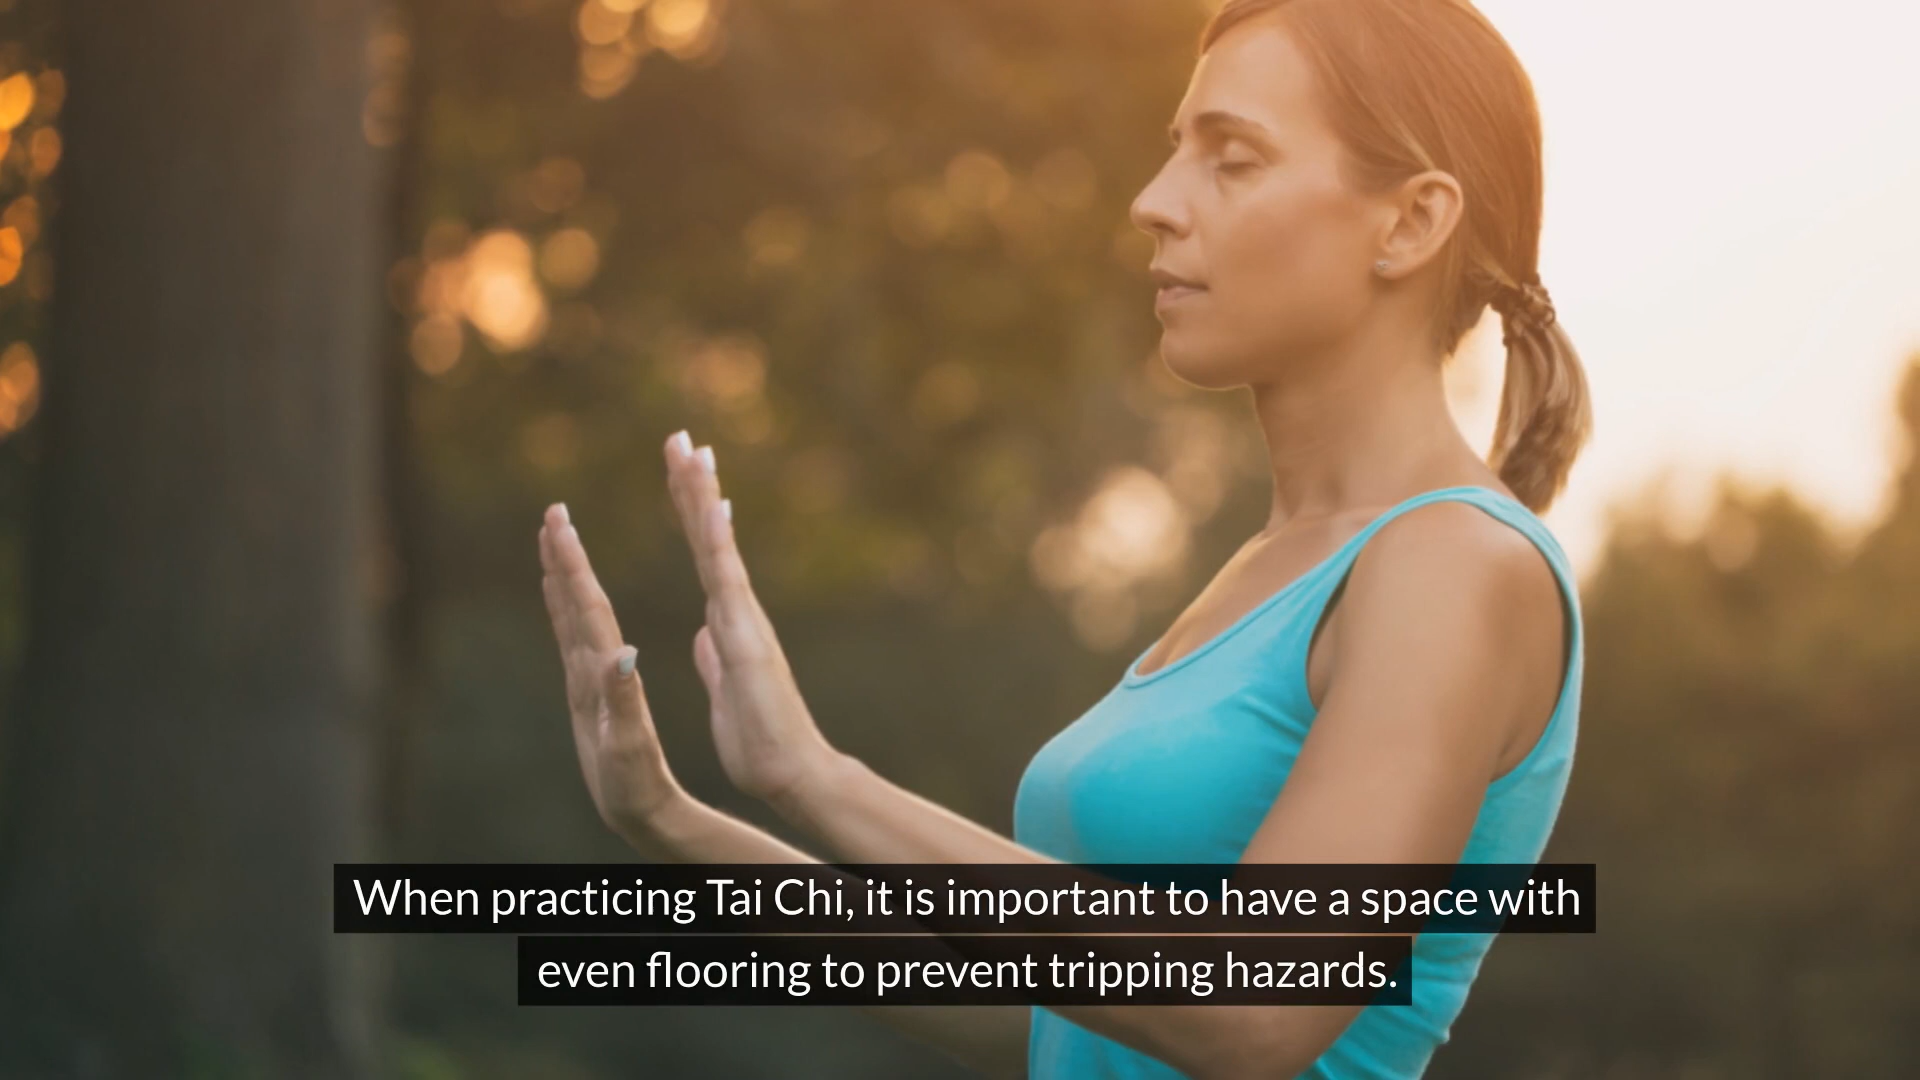 When practicing Tai Chi, it is important to have a space with
even flooring to prevent tripping hazards.